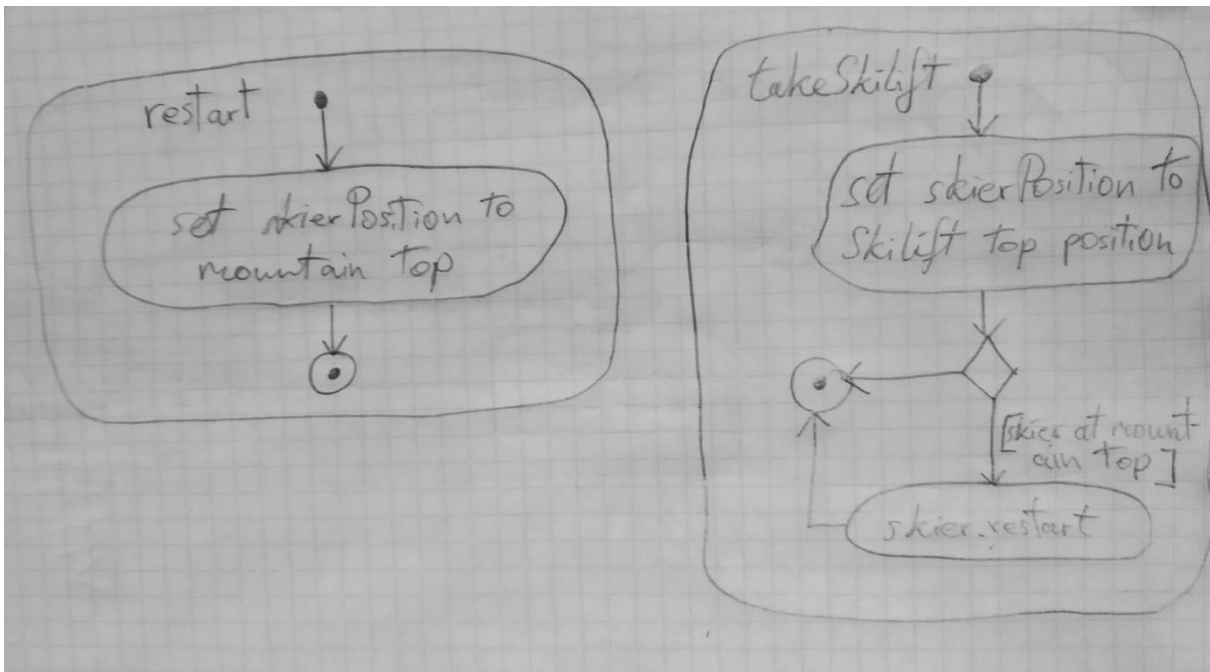 restart
set skierPosition to
mountain top
takeSkilift
set skierPosition to
Skilift top position
[skier at mount-
ain top]
skier.restart